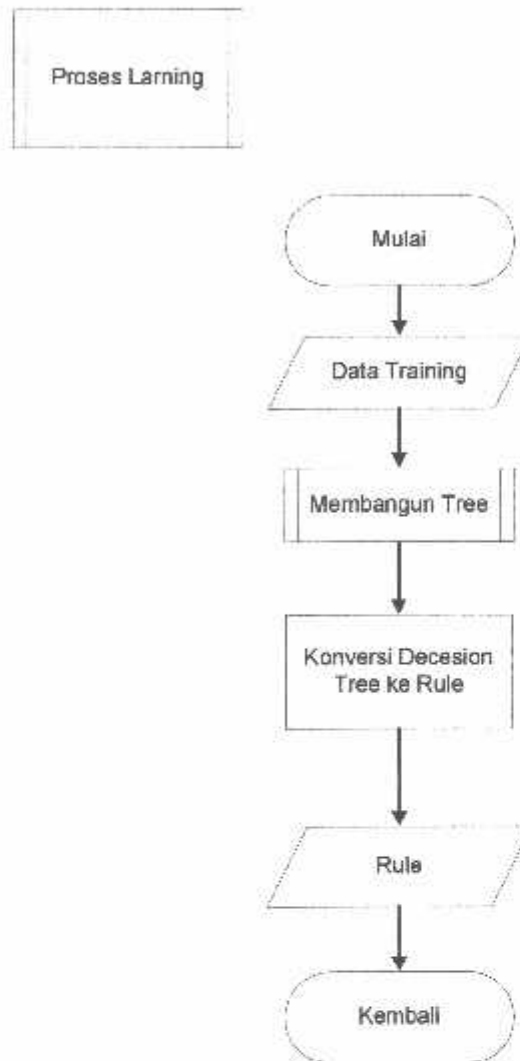 Proses Larning
Mulai
Data Training
Membangun Tree
Konversi Decesion
Tree ke Rule
Rule
Kembali